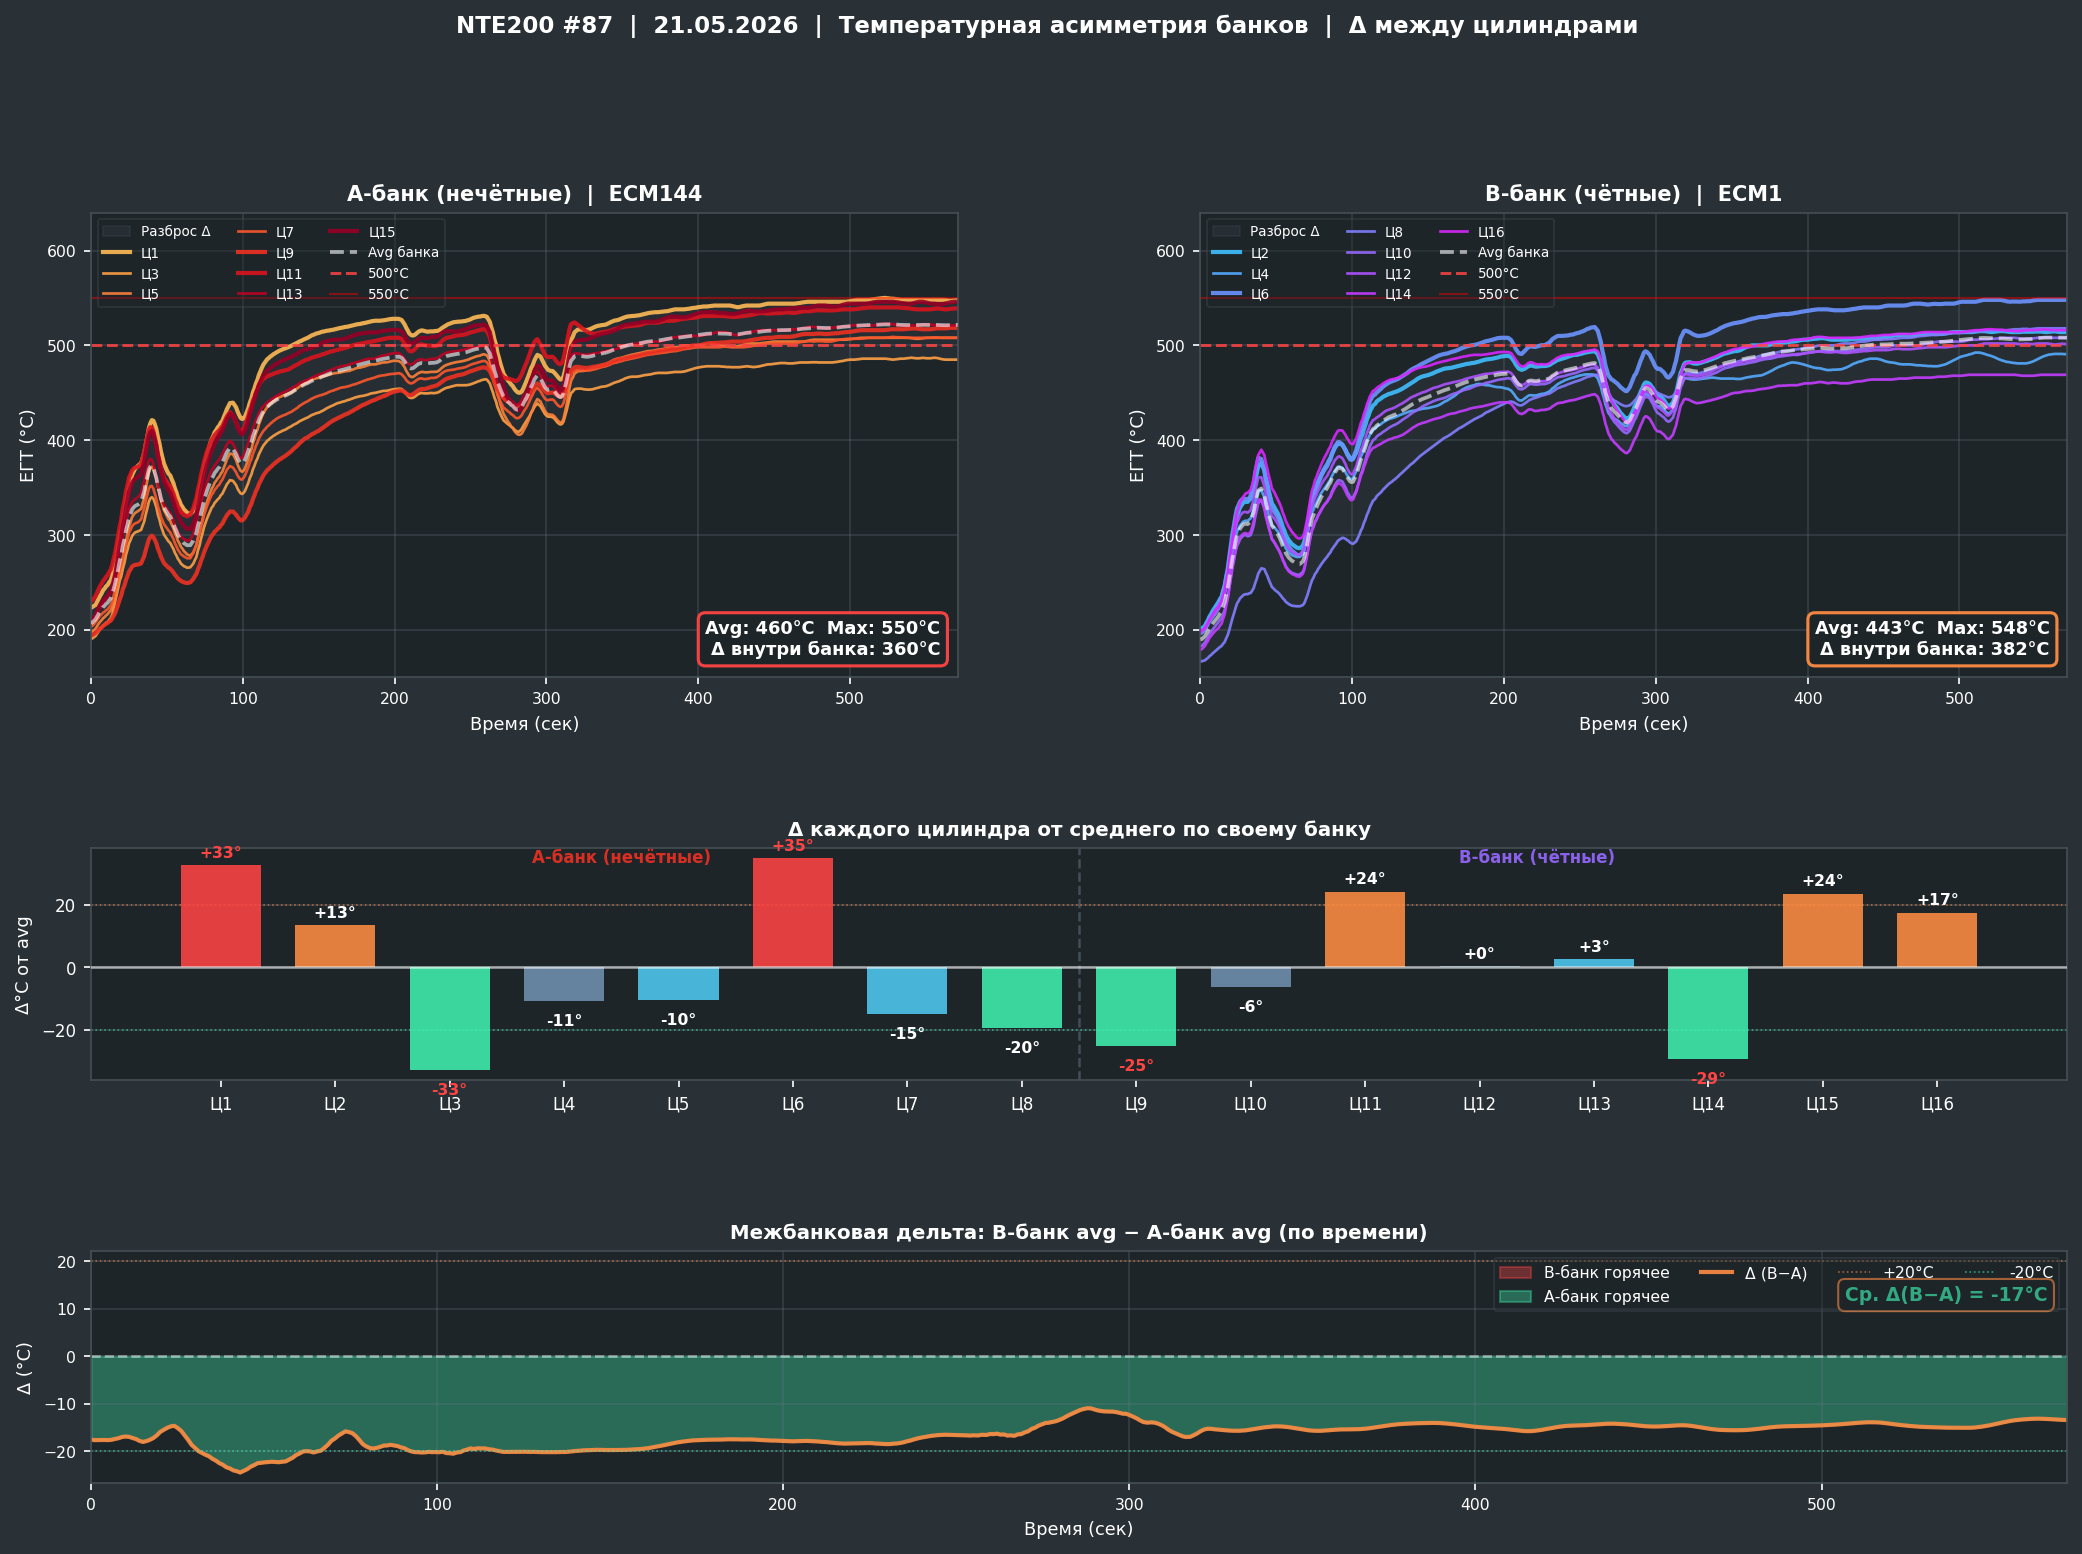 NTE200 #87 | 21.05.2026 | Температурная асимметрия банков | Δ между цилиндрами
А-банк (нечётные) | ECM144
Разброс Δ
Ц1
Ц3
Ц5
Ц7
Ц9
Ц11
Ц13
Ц15
Avg банка
500°C
550°C
ЕГТ (°C)
600
500
400
300
200
Avg: 460°C Max: 550°C
Δ внутри банка: 360°C
0 100 200 300 400 500
Время (сек)
В-банк (чётные) | ECM1
Разброс Δ
Ц2
Ц4
Ц6
Ц8
Ц10
Ц12
Ц14
Ц16
Avg банка
500°C
550°C
ЕГТ (°C)
600
500
400
300
200
Avg: 443°C Max: 548°C
Δ внутри банка: 382°C
0 100 200 300 400 500
Время (сек)
Δ каждого цилиндра от среднего по своему банку
А-банк (нечётные)
В-банк (чётные)
Δ°C от avg
20
0
−20
+33°
+13°
-33°
-11°
-10°
+35°
-15°
-20°
-25°
-6°
+24°
+0°
+3°
-29°
+24°
+17°
Ц1 Ц2 Ц3 Ц4 Ц5 Ц6 Ц7 Ц8 Ц9 Ц10 Ц11 Ц12 Ц13 Ц14 Ц15 Ц16
Межбанковая дельта: В-банк avg − А-банк avg (по времени)
В-банк горячее
А-банк горячее
Δ (В−А)
+20°C
-20°C
Ср. Δ(В−А) = -17°C
Δ (°C)
20
10
0
−10
−20
0 100 200 300 400 500
Время (сек)